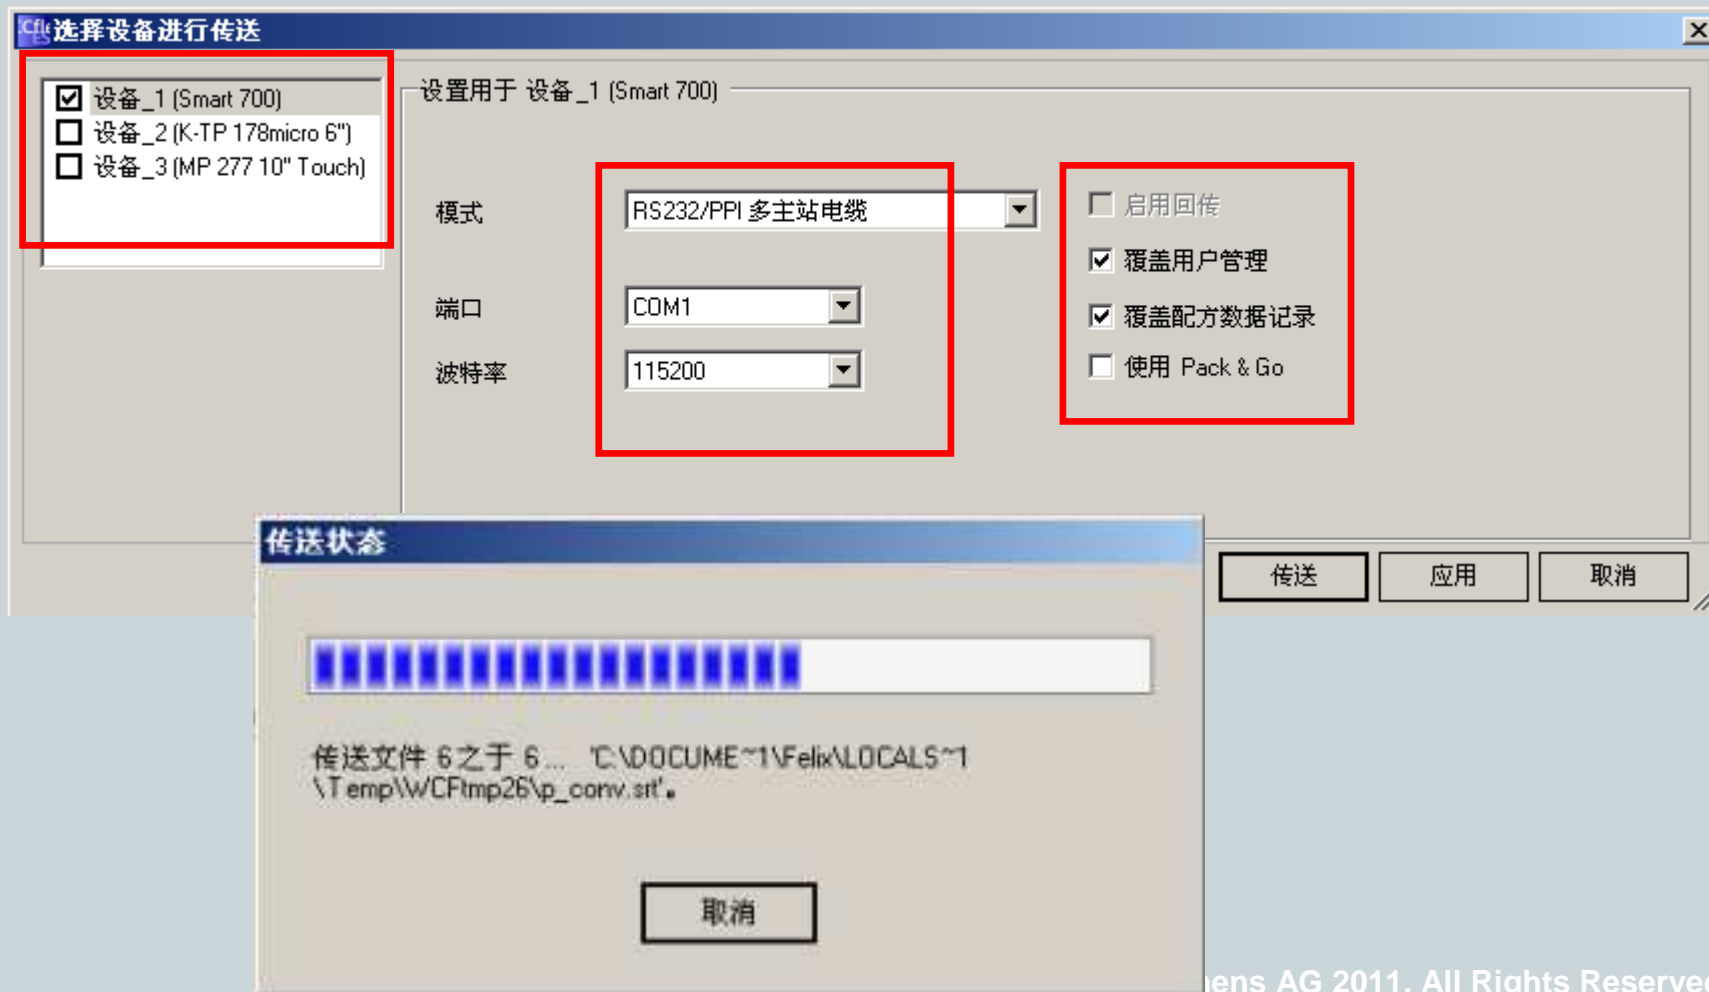 选择设备进行传送
设备_1 (Smart 700)
设备_2 (K-TP 178micro 6")
设备_3 (MP 277 10" Touch)
设置用于 设备_1 (Smart 700)
模式
RS232/PPI 多主站电缆
端口
COM1
波特率
115200
启用回传
覆盖用户管理
覆盖配方数据记录
使用 Pack & Go
传送
应用
取消
传送状态
传送文件 6 之于 6 ... 'C:\DOCUME~1\Felix\LOCALS~1
\Temp\WCFtmp26\p_conv.srt'。
取消
AG 2011. All Rights